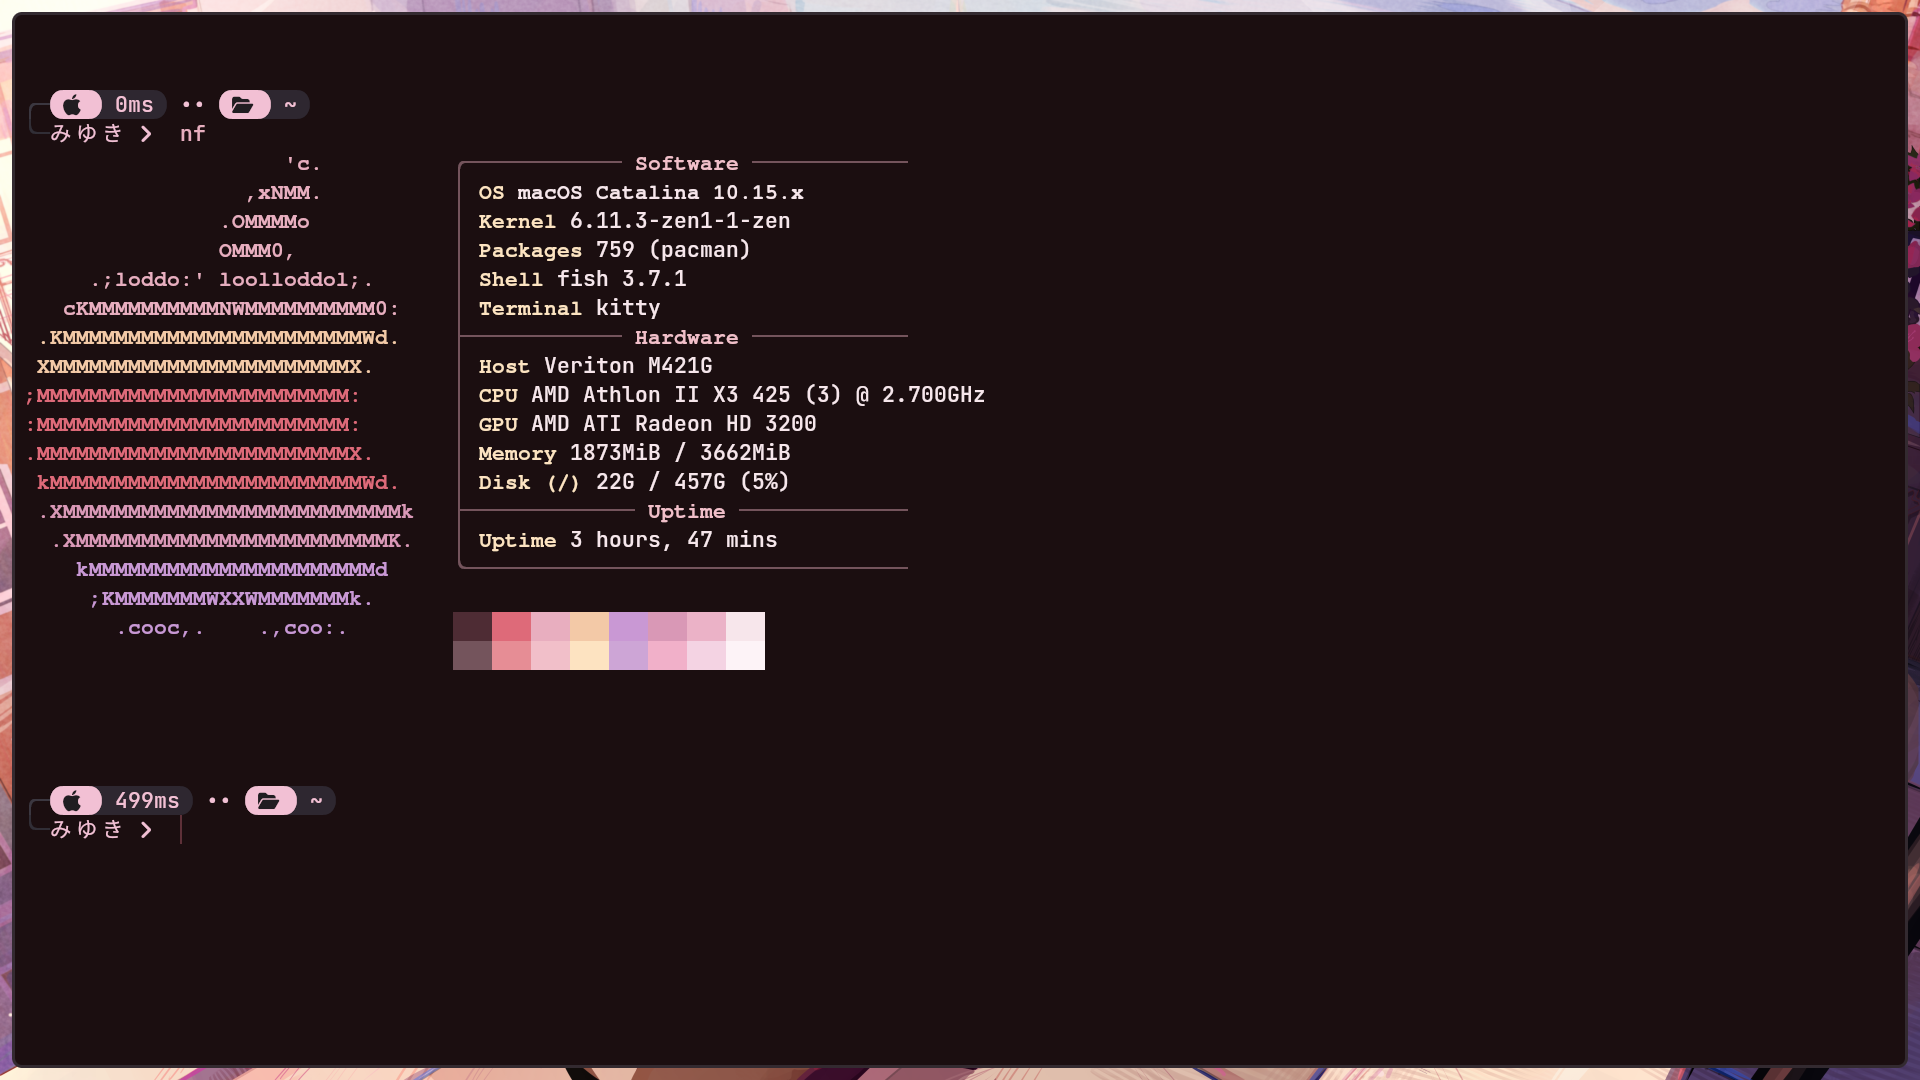 0ms •• ~
みゆき ❯ nf
'c.
,xNMM.
.OMMMMo
OMMM0,
.;loddo:' loolloddol;.
cKMMMMMMMMMMNWMMMMMMMMMM0:
.KMMMMMMMMMMMMMMMMMMMMMMMWd.
XMMMMMMMMMMMMMMMMMMMMMMMX.
;MMMMMMMMMMMMMMMMMMMMMMMM:
:MMMMMMMMMMMMMMMMMMMMMMMM:
.MMMMMMMMMMMMMMMMMMMMMMMMX.
kMMMMMMMMMMMMMMMMMMMMMMMMWd.
.XMMMMMMMMMMMMMMMMMMMMMMMMMMk
.XMMMMMMMMMMMMMMMMMMMMMMMMK.
kMMMMMMMMMMMMMMMMMMMMMMd
;KMMMMMMMWXXWMMMMMMMk.
.cooc,. .,coo:.
Software
OS macOS Catalina 10.15.x
Kernel 6.11.3-zen1-1-zen
Packages 759 (pacman)
Shell fish 3.7.1
Terminal kitty
Hardware
Host Veriton M421G
CPU AMD Athlon II X3 425 (3) @ 2.700GHz
GPU AMD ATI Radeon HD 3200
Memory 1873MiB / 3662MiB
Disk (/) 22G / 457G (5%)
Uptime
Uptime 3 hours, 47 mins
499ms •• ~
みゆき ❯